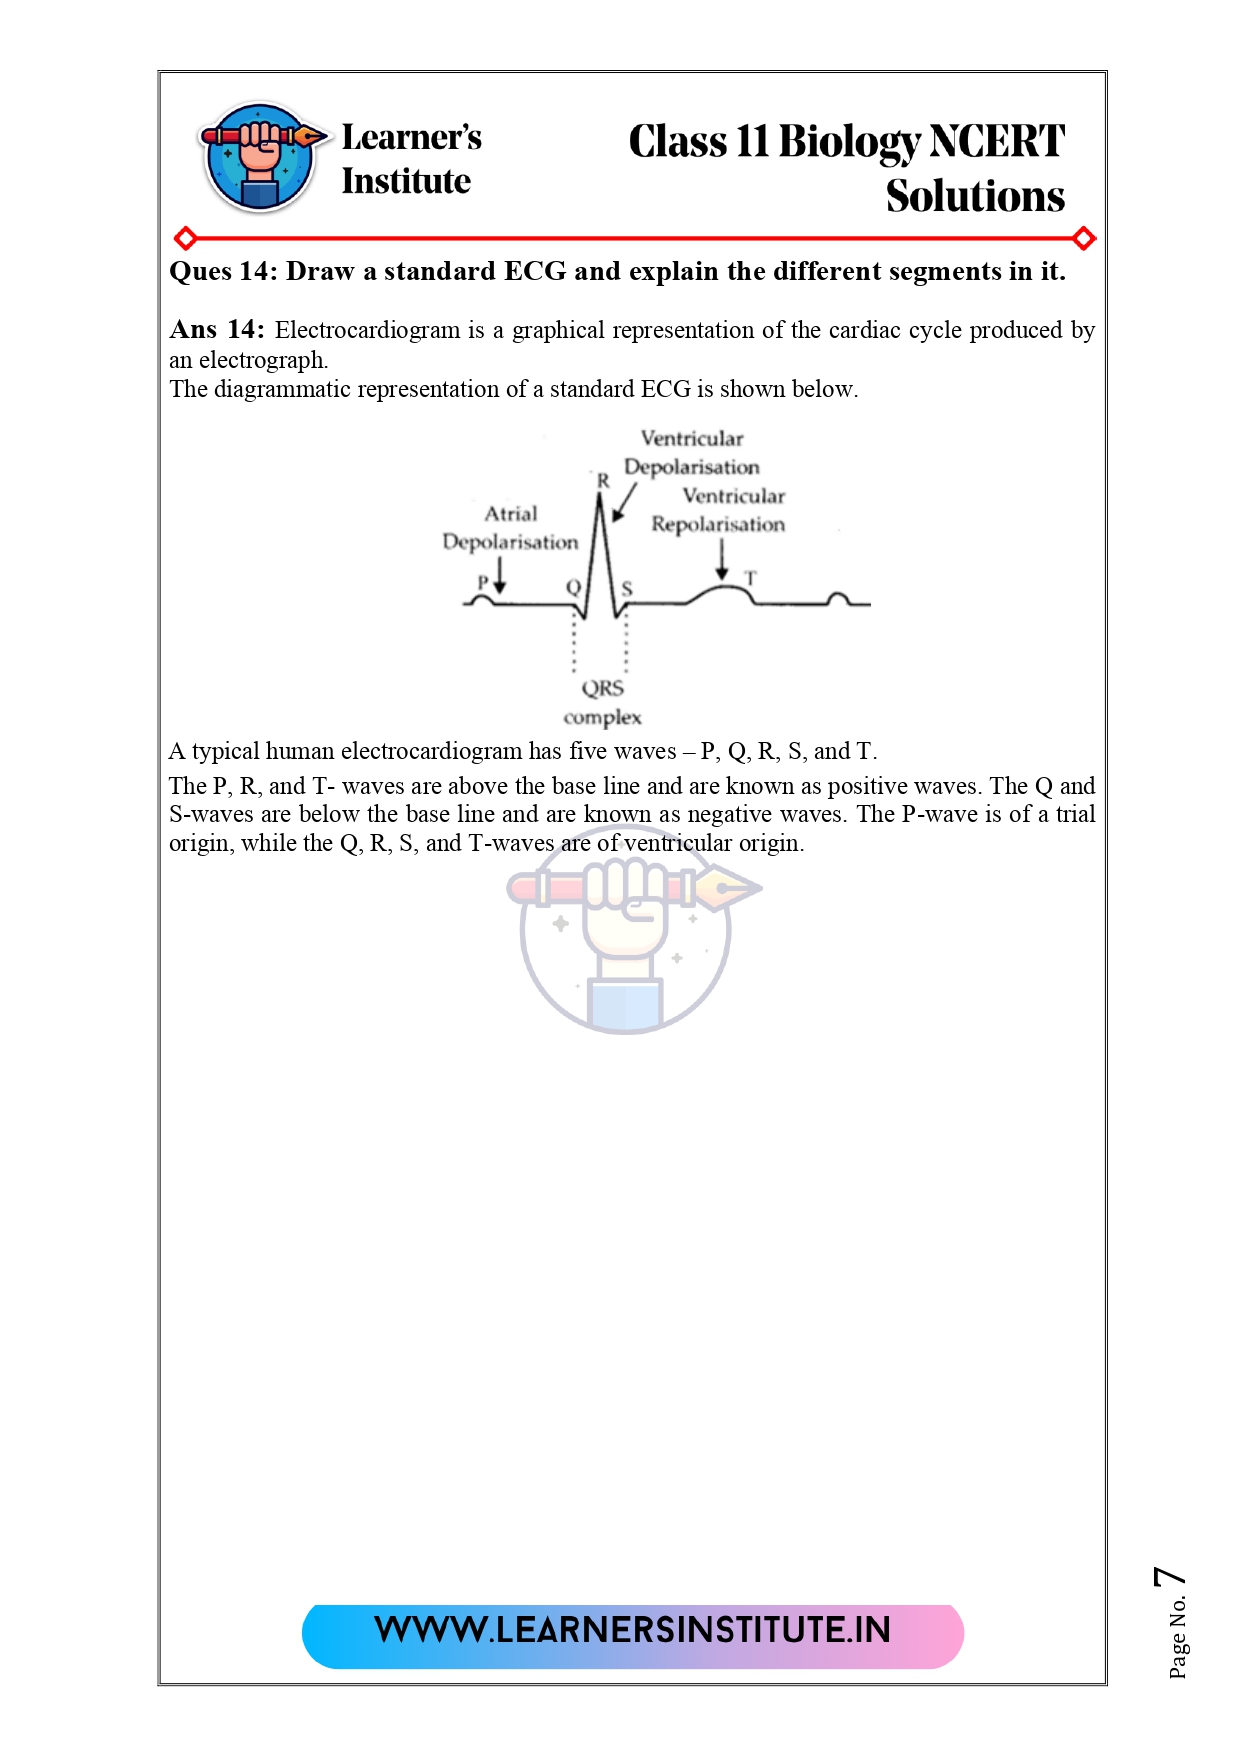 Learner's
Institute
Class 11 Biology NCERT
Solutions
Ques 14: Draw a standard ECG and explain the different segments in it.
Ans 14: Electrocardiogram is a graphical representation of the cardiac cycle produced by
an electrograph.
The diagrammatic representation of a standard ECG is shown below.
Ventricular
Depolarisation
R
Ventricular
Repolarisation
Atrial
Depolarisation
P
Q
S
T
QRS
complex
A typical human electrocardiogram has five waves – P, Q, R, S, and T.
The P, R, and T- waves are above the base line and are known as positive waves. The Q and
S-waves are below the base line and are known as negative waves. The P-wave is of a trial
origin, while the Q, R, S, and T-waves are of ventricular origin.
WWW.LEARNERSINSTITUTE.IN
Page No. 7